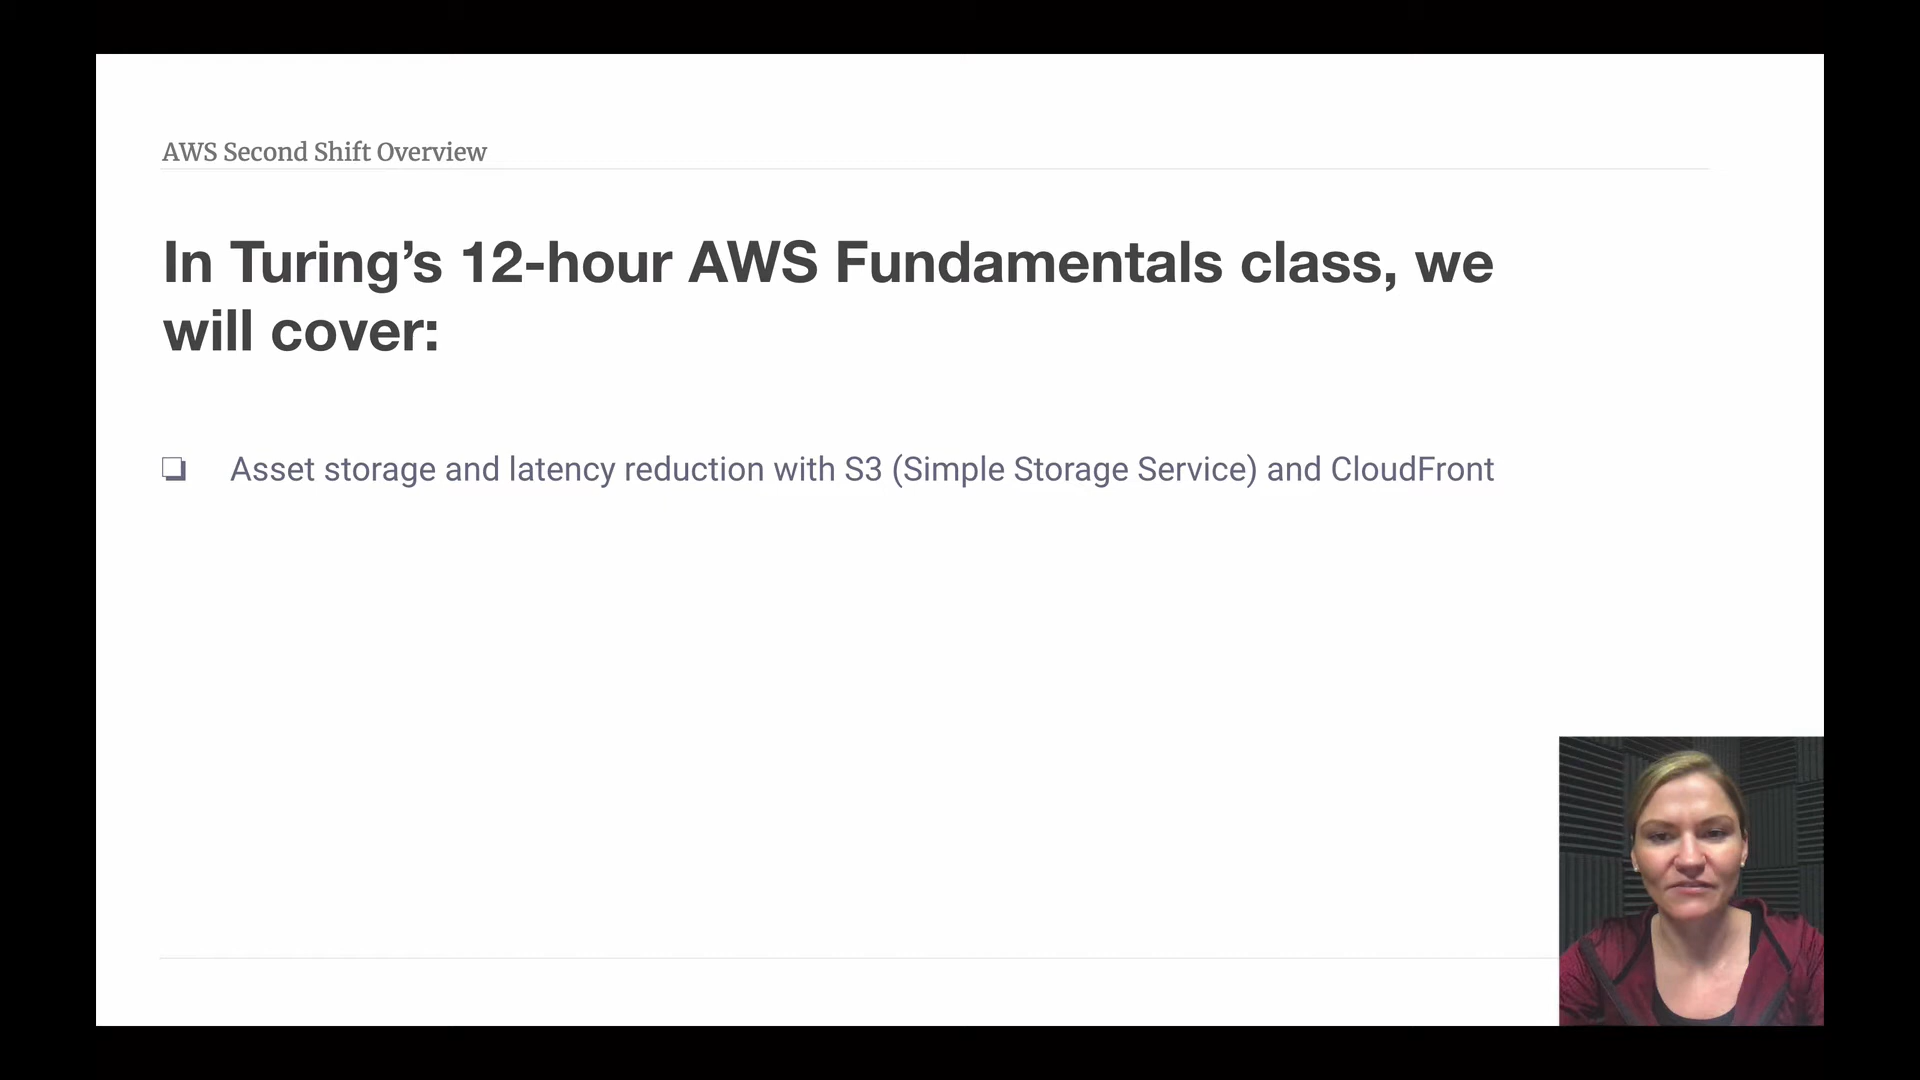 AWS Second Shift Overview
In Turing’s 12-hour AWS Fundamentals class, we
will cover:
❏ Asset storage and latency reduction with S3 (Simple Storage Service) and CloudFront